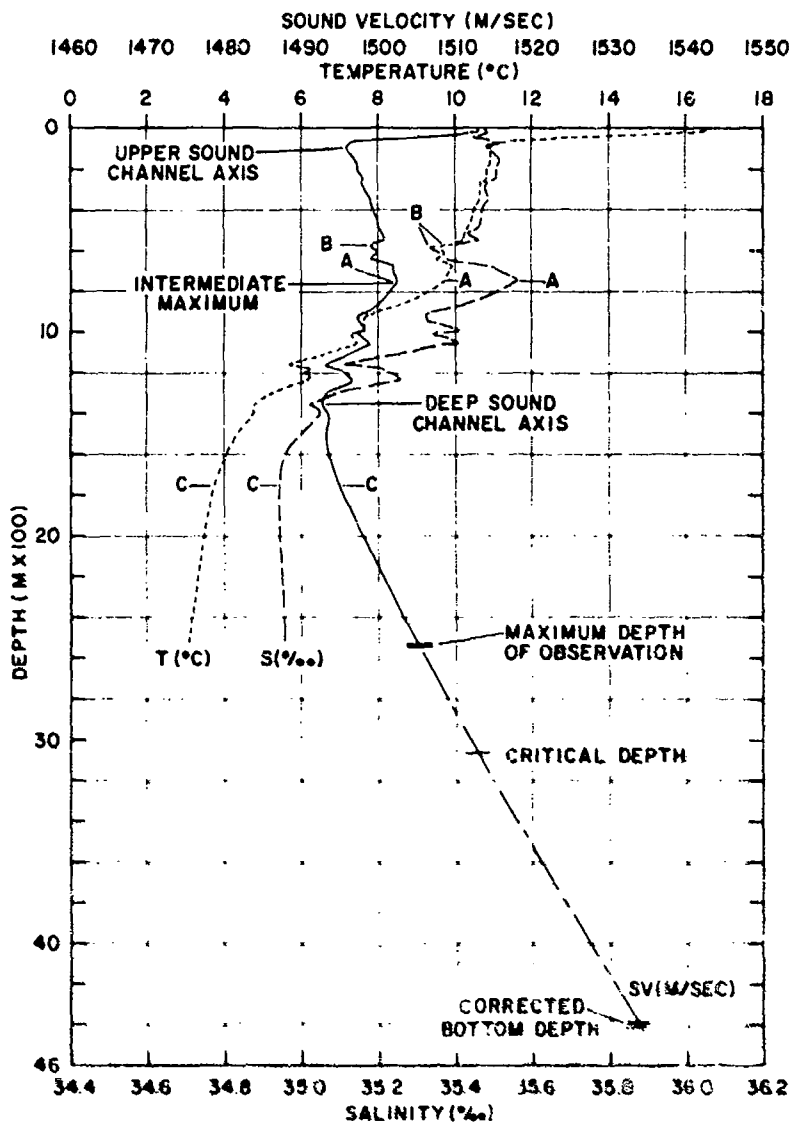 SOUND VELOCITY (M/SEC)
1460 1470 1480 1490 1500 1510 1520 1530 1540 1550
TEMPERATURE (°C)
0 2 4 6 8 10 12 14 16 18
0
UPPER SOUND
CHANNEL AXIS
B
B
A
INTERMEDIATE
MAXIMUM
A
A
10
DEEP SOUND
CHANNEL AXIS
C
C
C
20
DEPTH (M X 100)
T (°C)
S (‰)
MAXIMUM DEPTH
OF OBSERVATION
30
CRITICAL DEPTH
40
SV (M/SEC)
CORRECTED
BOTTOM DEPTH
46
34.4 34.6 34.8 35.0 35.2 35.4 35.6 35.8 36.0 36.2
SALINITY (‰)